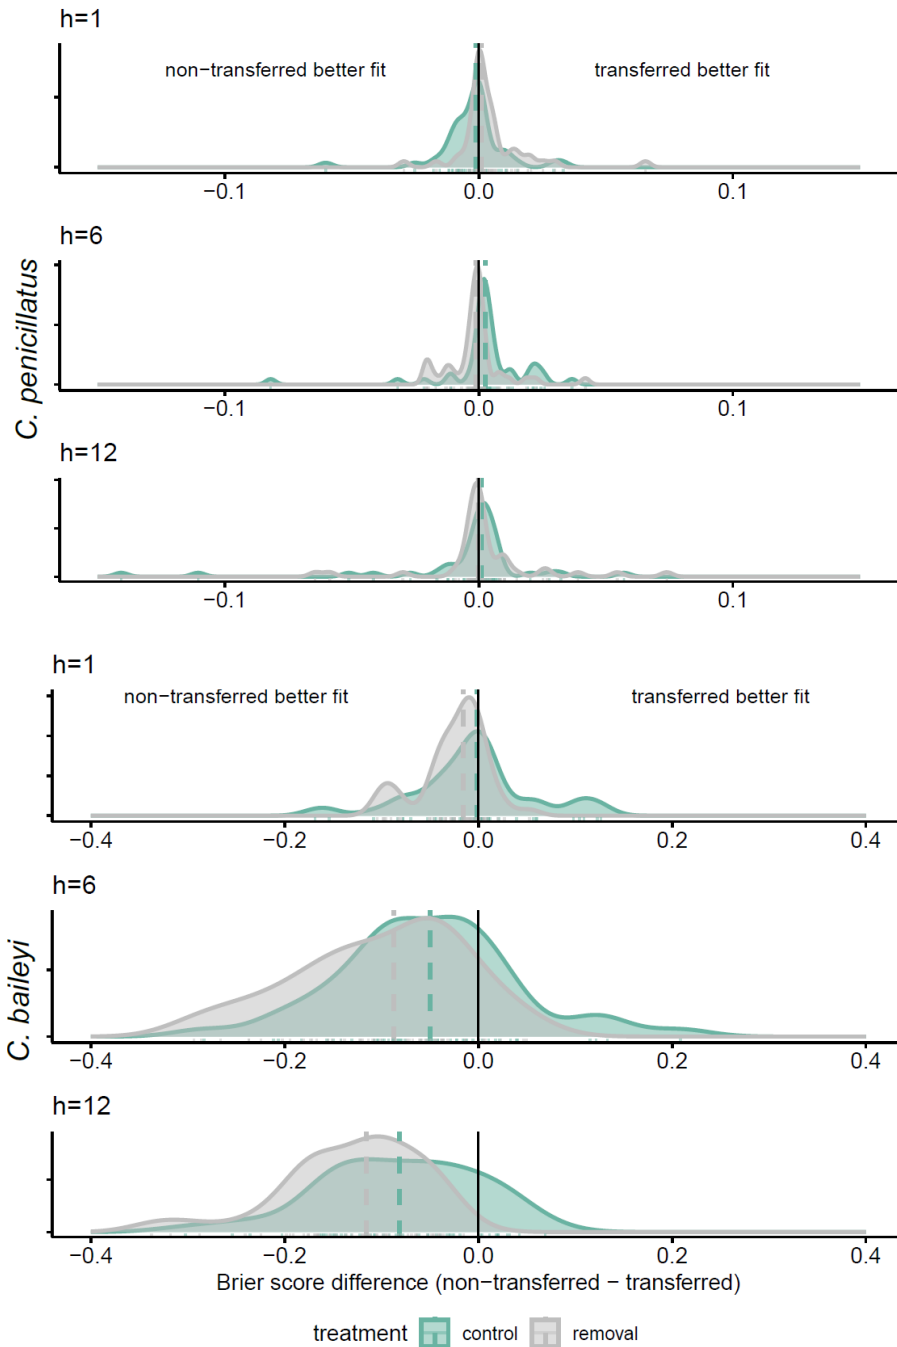 h=1
non−transferred better fit transferred better fit
−0.1 0.0 0.1
h=6
C. penicillatus
−0.1 0.0 0.1
h=12
−0.1 0.0 0.1
h=1
non−transferred better fit transferred better fit
−0.4 −0.2 0.0 0.2 0.4
h=6
C. baileyi
−0.4 −0.2 0.0 0.2 0.4
h=12
−0.4 −0.2 0.0 0.2 0.4
Brier score difference (non−transferred − transferred)
treatment control removal